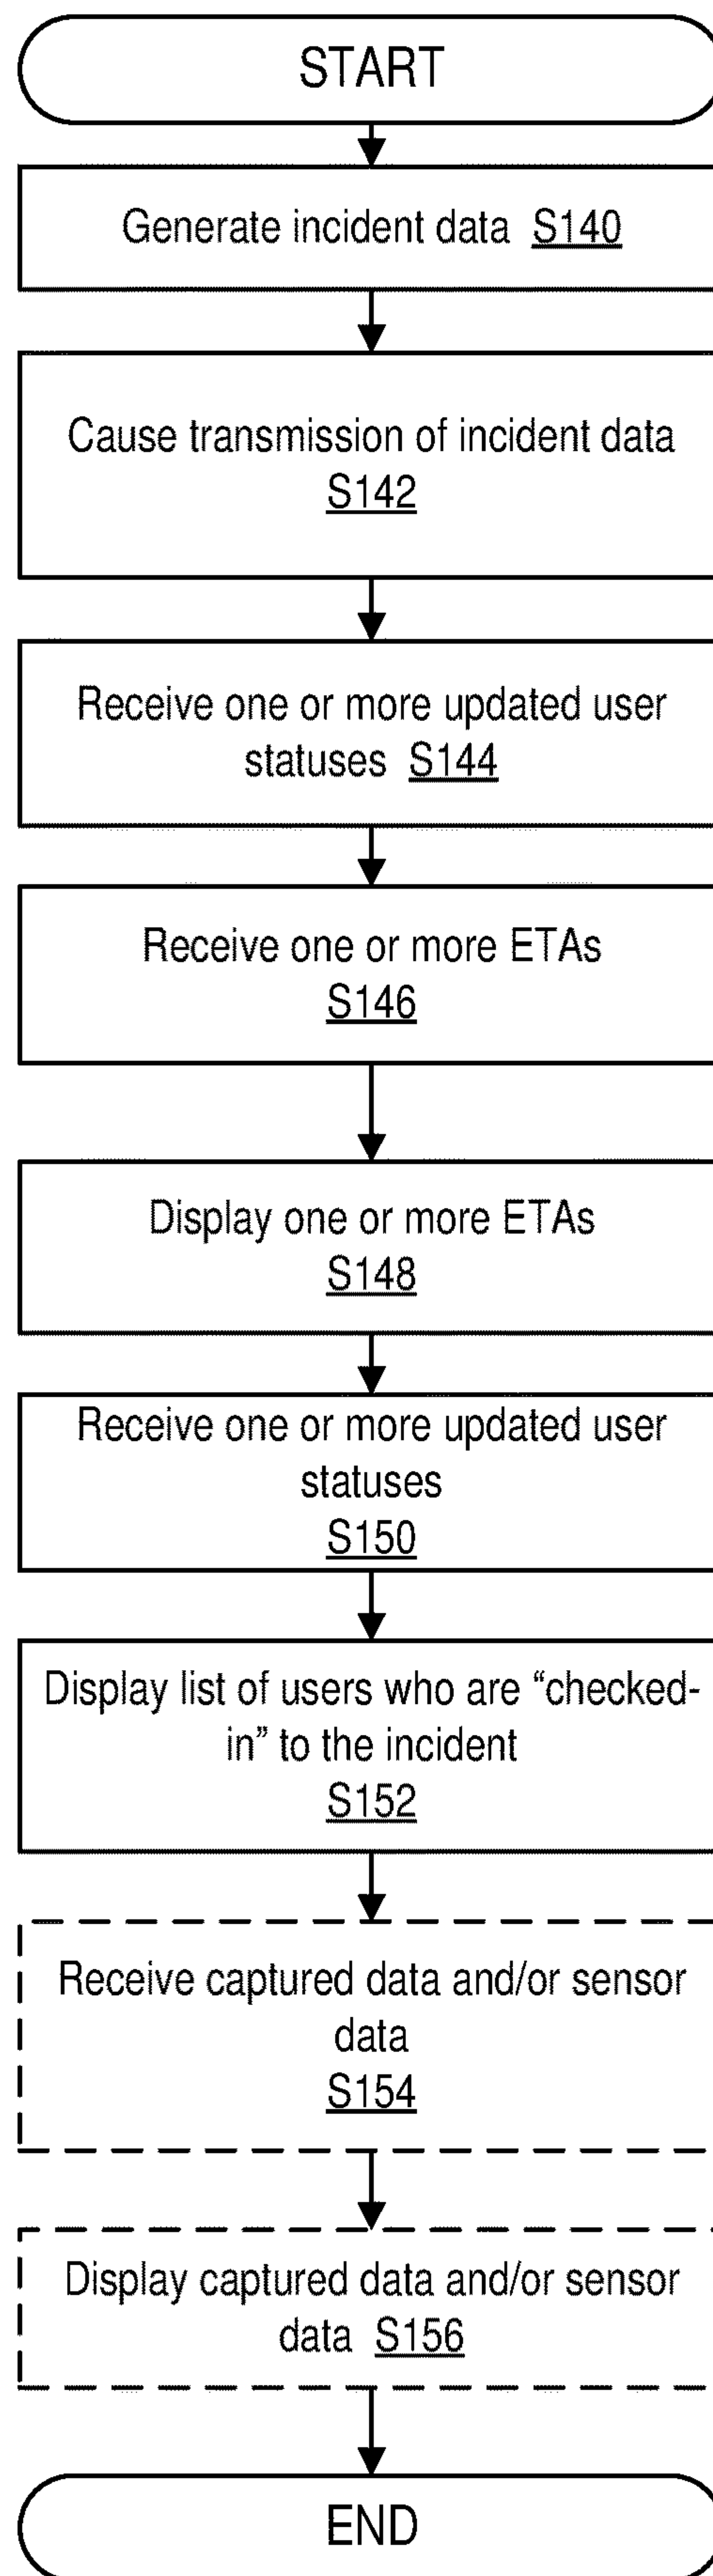 START
Generate incident data S140
Cause transmission of incident data
S142
Receive one or more updated user
statuses S144
Receive one or more ETAs
S146
Display one or more ETAs
S148
Receive one or more updated user
statuses
S150
Display list of users who are “checked-
in” to the incident
S152
Receive captured data and/or sensor
data
S154
Display captured data and/or sensor
data S156
END